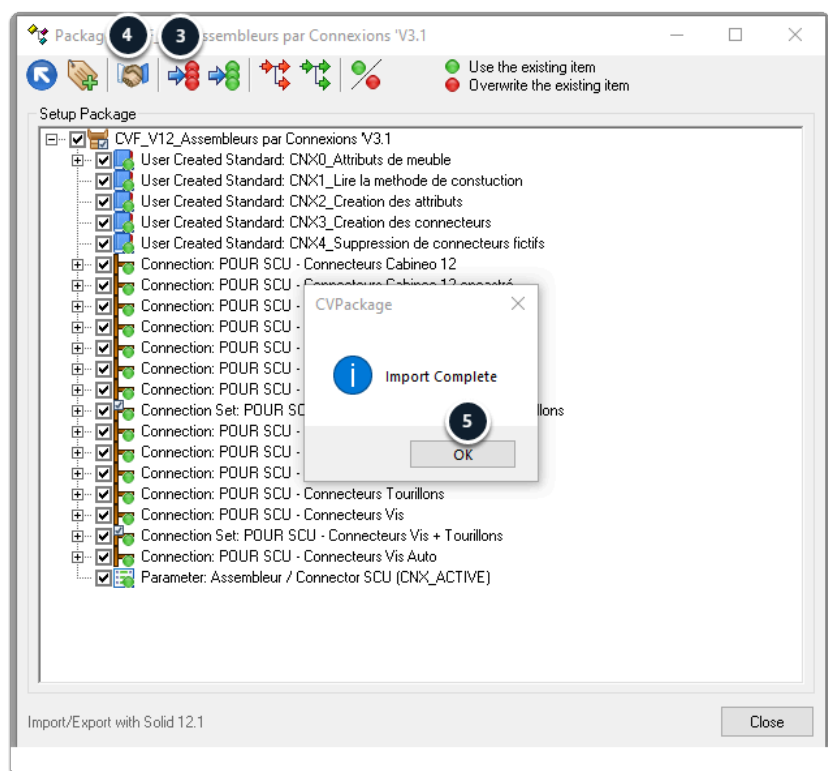 Packag 4 3 ssembleurs par Connexions 'V3.1
Use the existing item
Overwrite the existing item
Setup Package
CVF_V12_Assembleurs par Connexions 'V3.1
User Created Standard: CNX0_Attributs de meuble
User Created Standard: CNX1_Lire la methode de constuction
User Created Standard: CNX2_Creation des attributs
User Created Standard: CNX3_Creation des connecteurs
User Created Standard: CNX4_Suppression de connecteurs fictifs
Connection: POUR SCU - Connecteurs Cabineo 12
Connection: POUR SCU - Connecteurs Cabineo 12 encastré
Connection: POUR SCU -
CVPackage
Connection: POUR SCU -
Connection: POUR SCU -
Connection: POUR SCU -
Import Complete
Connection: POUR SCU -
Connection Set: POUR SC
llons
Connection: POUR SCU -
5
Connection: POUR SCU -
OK
Connection: POUR SCU -
Connection: POUR SCU - Connecteurs Tourillons
Connection: POUR SCU - Connecteurs Vis
Connection Set: POUR SCU - Connecteurs Vis + Tourillons
Connection: POUR SCU - Connecteurs Vis Auto
Parameter: Assembleur / Connector SCU (CNX_ACTIVE)
Import/Export with Solid 12.1
Close